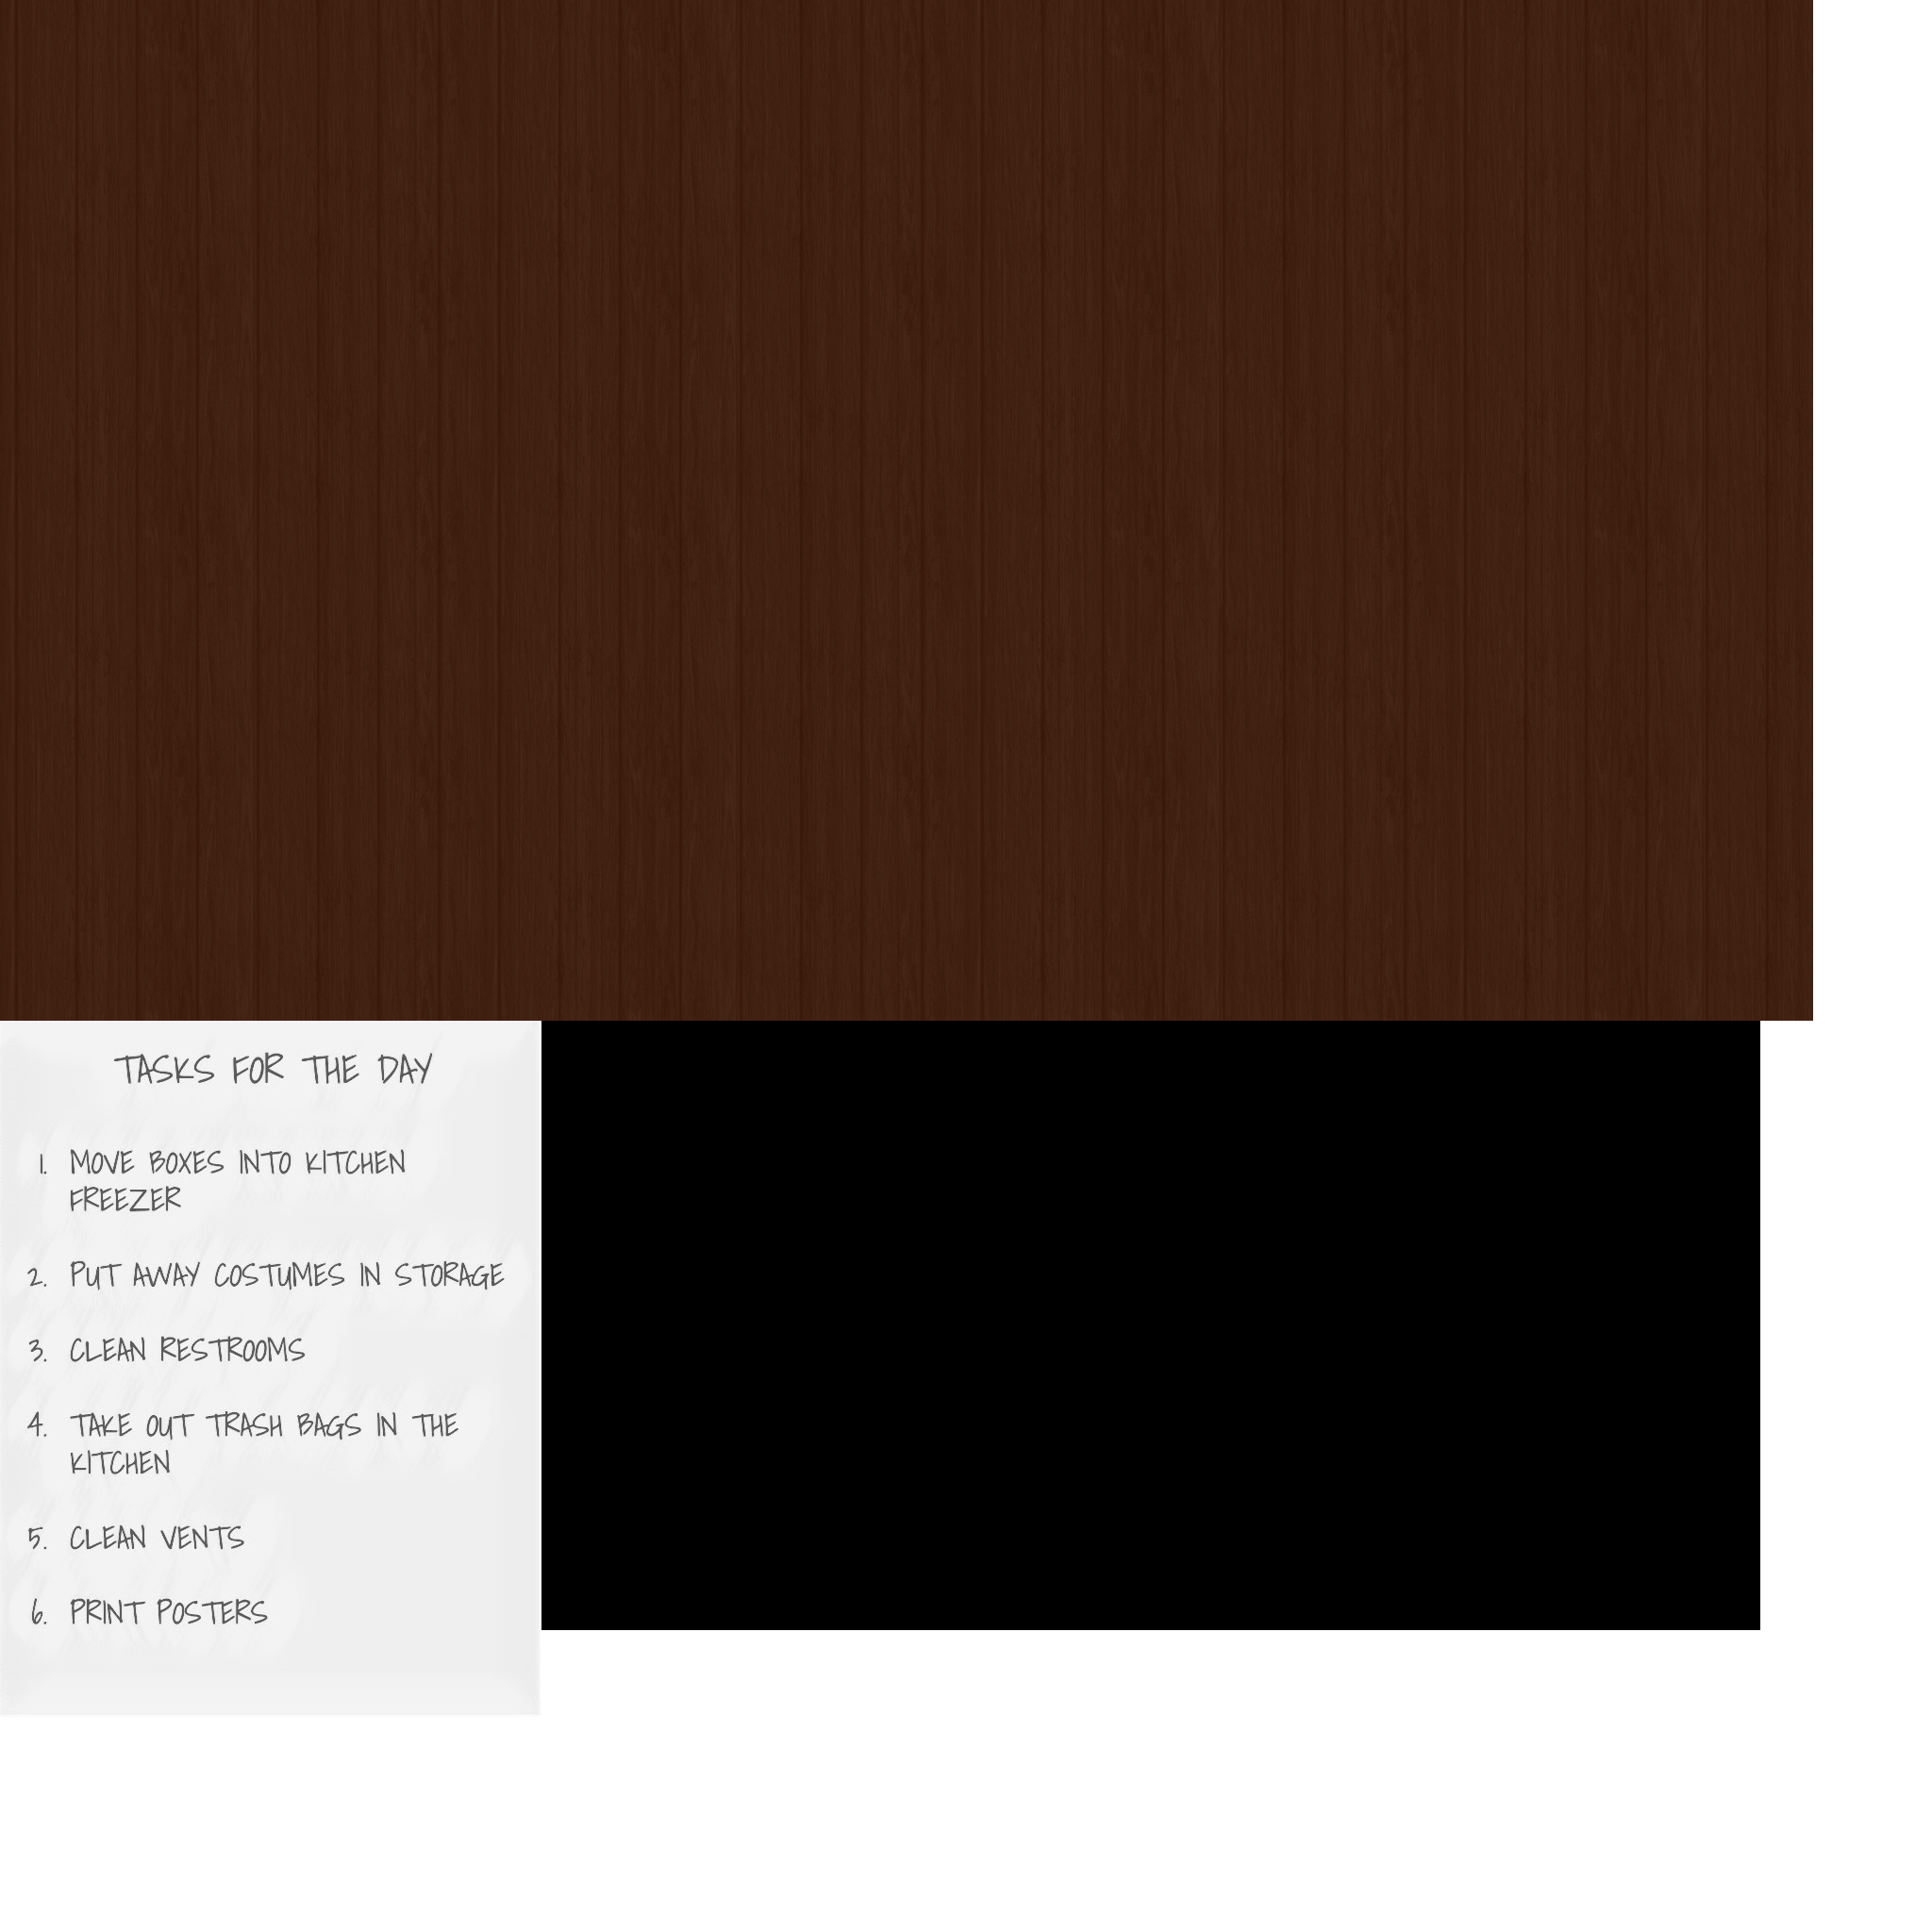 TASKS FOR THE DAY
1. MOVE BOXES INTO KITCHEN
FREEZER
2. PUT AWAY COSTUMES IN STORAGE
3. CLEAN RESTROOMS
4. TAKE OUT TRASH BAGS IN THE
KITCHEN
5. CLEAN VENTS
6. PRINT POSTERS